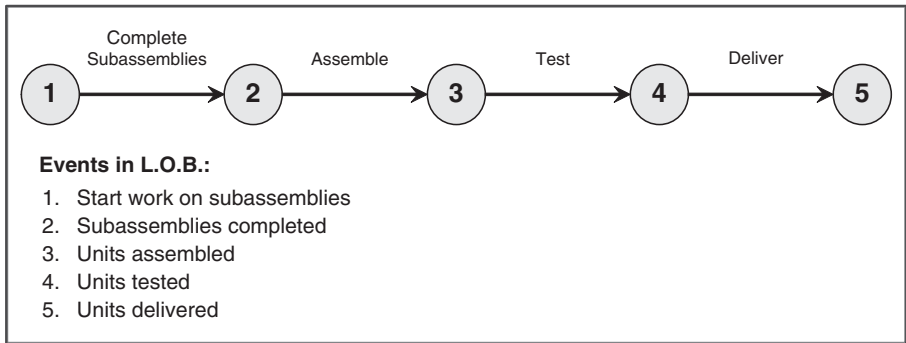 Complete
Subassemblies
Assemble
Test
Deliver
1
2
3
4
5
Events in L.O.B.:
1. Start work on subassemblies
2. Subassemblies completed
3. Units assembled
4. Units tested
5. Units delivered